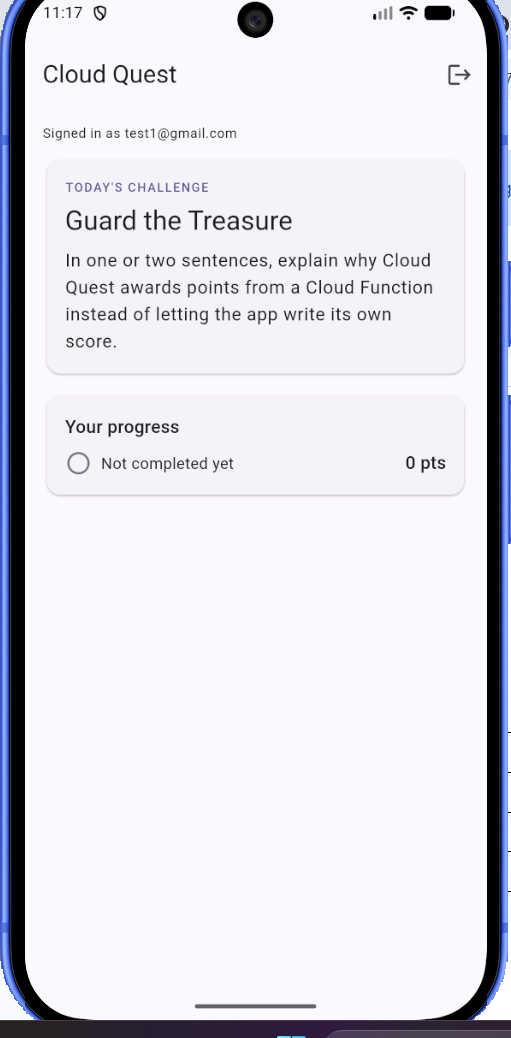 11:17
Cloud Quest
Signed in as test1@gmail.com
TODAY'S CHALLENGE
Guard the Treasure
In one or two sentences, explain why Cloud
Quest awards points from a Cloud Function
instead of letting the app write its own
score.
Your progress
Not completed yet 0 pts